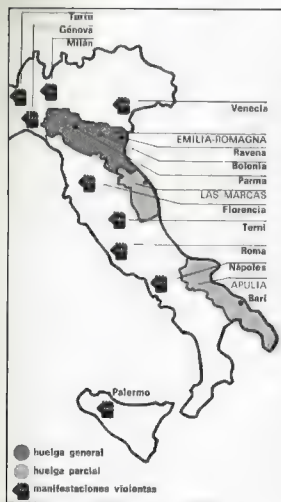 Turín
Génova
Milán
Venecia
EMILIA-ROMAGNA
Ravena
Bolonia
Parma
LAS MARCAS
Florencia
Terni
Roma
Nápoles
APULIA
Bari
Palermo
huelga general
huelga parcial
manifestaciones violentas